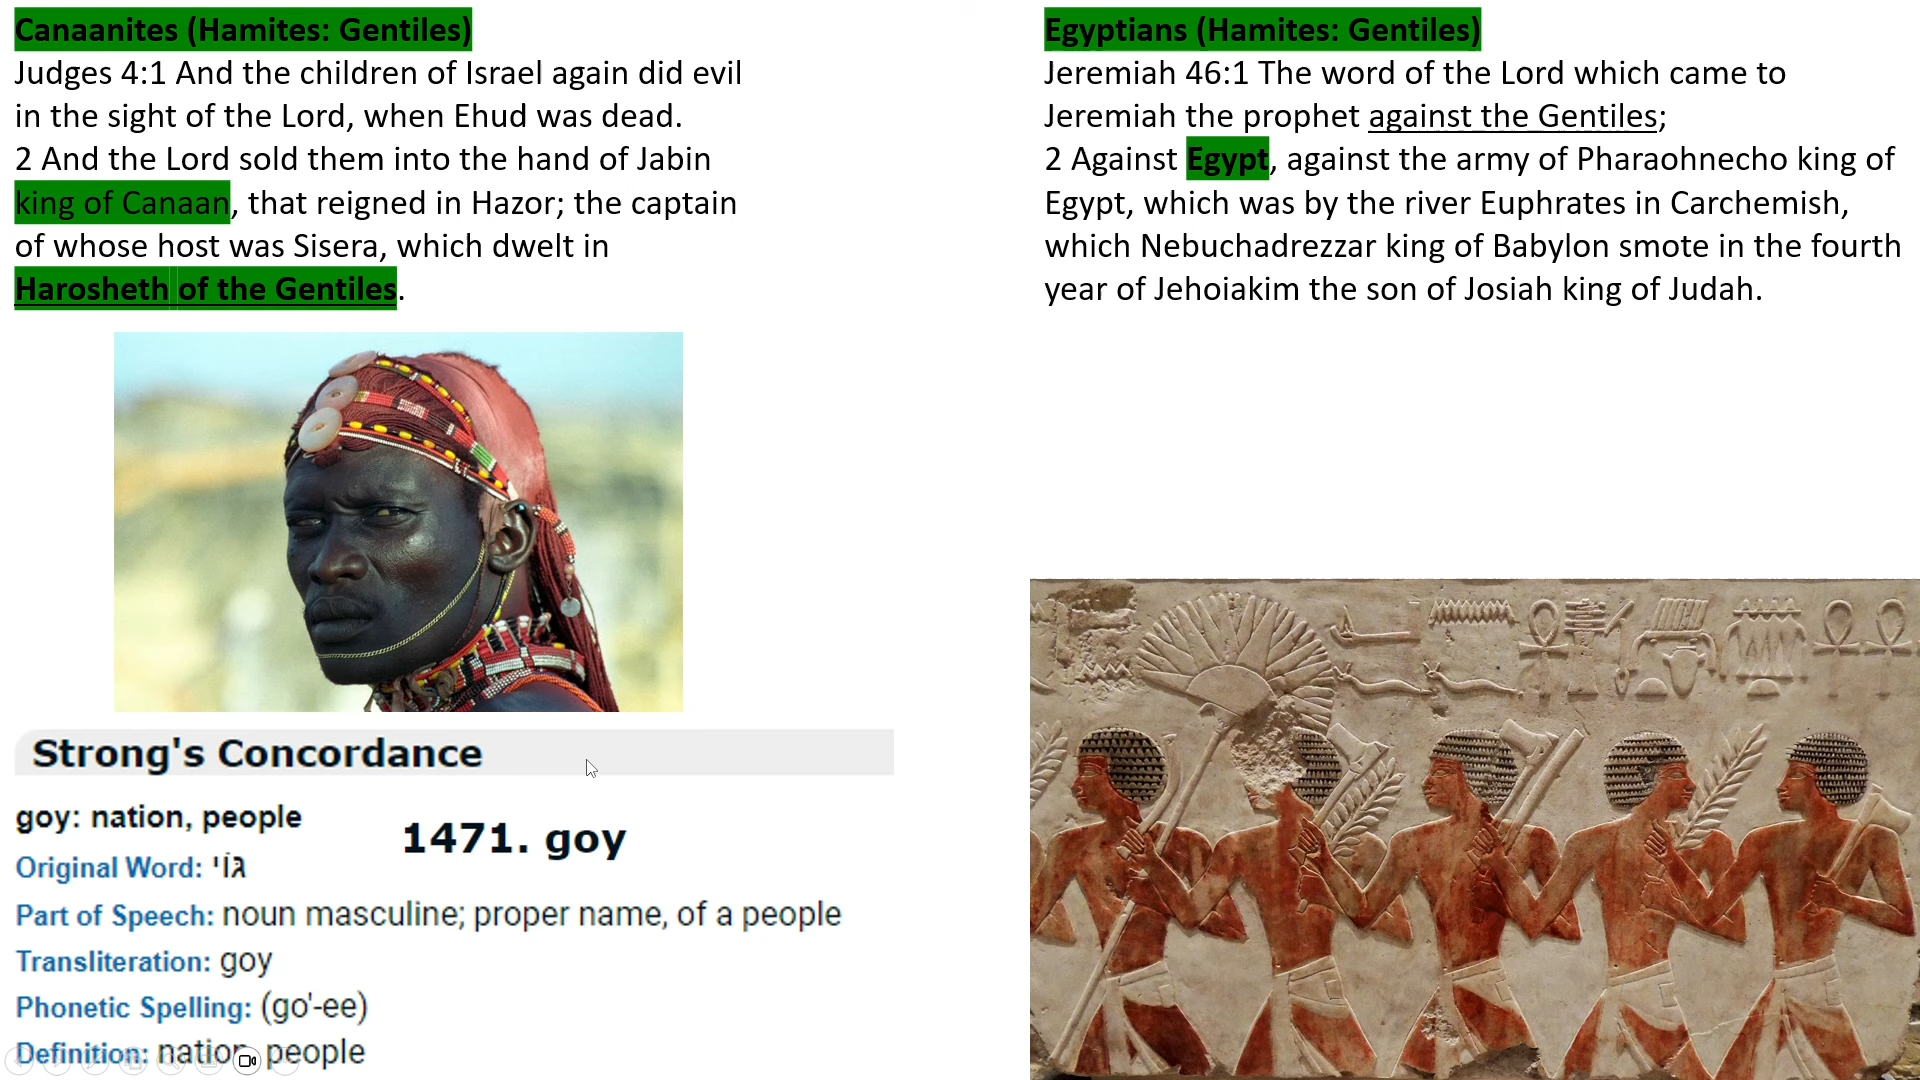 Canaanites (Hamites: Gentiles)
Judges 4:1 And the children of Israel again did evil
in the sight of the Lord, when Ehud was dead.
2 And the Lord sold them into the hand of Jabin
king of Canaan, that reigned in Hazor; the captain
of whose host was Sisera, which dwelt in
Harosheth of the Gentiles.
Strong's Concordance
goy: nation, people
1471. goy
Original Word: גּוֹי
Part of Speech: noun masculine; proper name, of a people
Transliteration: goy
Phonetic Spelling: (go'-ee)
Definition: nation, people
Egyptians (Hamites: Gentiles)
Jeremiah 46:1 The word of the Lord which came to
Jeremiah the prophet against the Gentiles;
2 Against Egypt, against the army of Pharaohnecho king of
Egypt, which was by the river Euphrates in Carchemish,
which Nebuchadrezzar king of Babylon smote in the fourth
year of Jehoiakim the son of Josiah king of Judah.